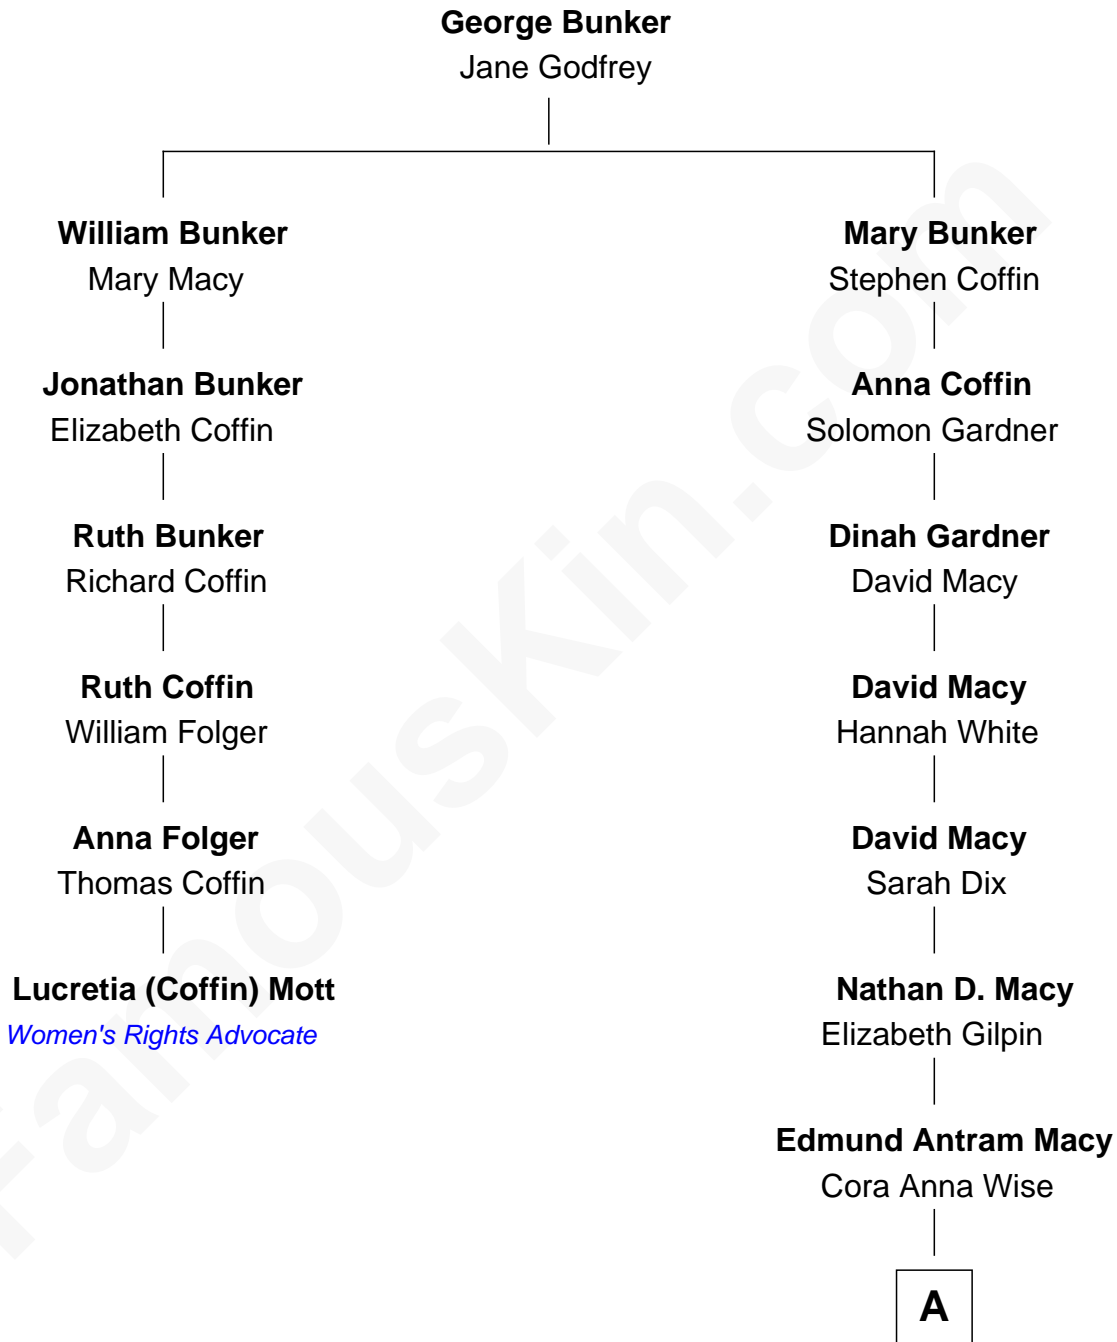 George Bunker
Jane Godfrey
William Bunker
Mary Macy
Jonathan Bunker
Elizabeth Coffin
Ruth Bunker
Richard Coffin
Ruth Coffin
William Folger
Anna Folger
Thomas Coffin
Lucretia (Coffin) Mott
Women's Rights Advocate
Mary Bunker
Stephen Coffin
Anna Coffin
Solomon Gardner
Dinah Gardner
David Macy
David Macy
Hannah White
David Macy
Sarah Dix
Nathan D. Macy
Elizabeth Gilpin
Edmund Antram Macy
Cora Anna Wise
A
FamousKin.com